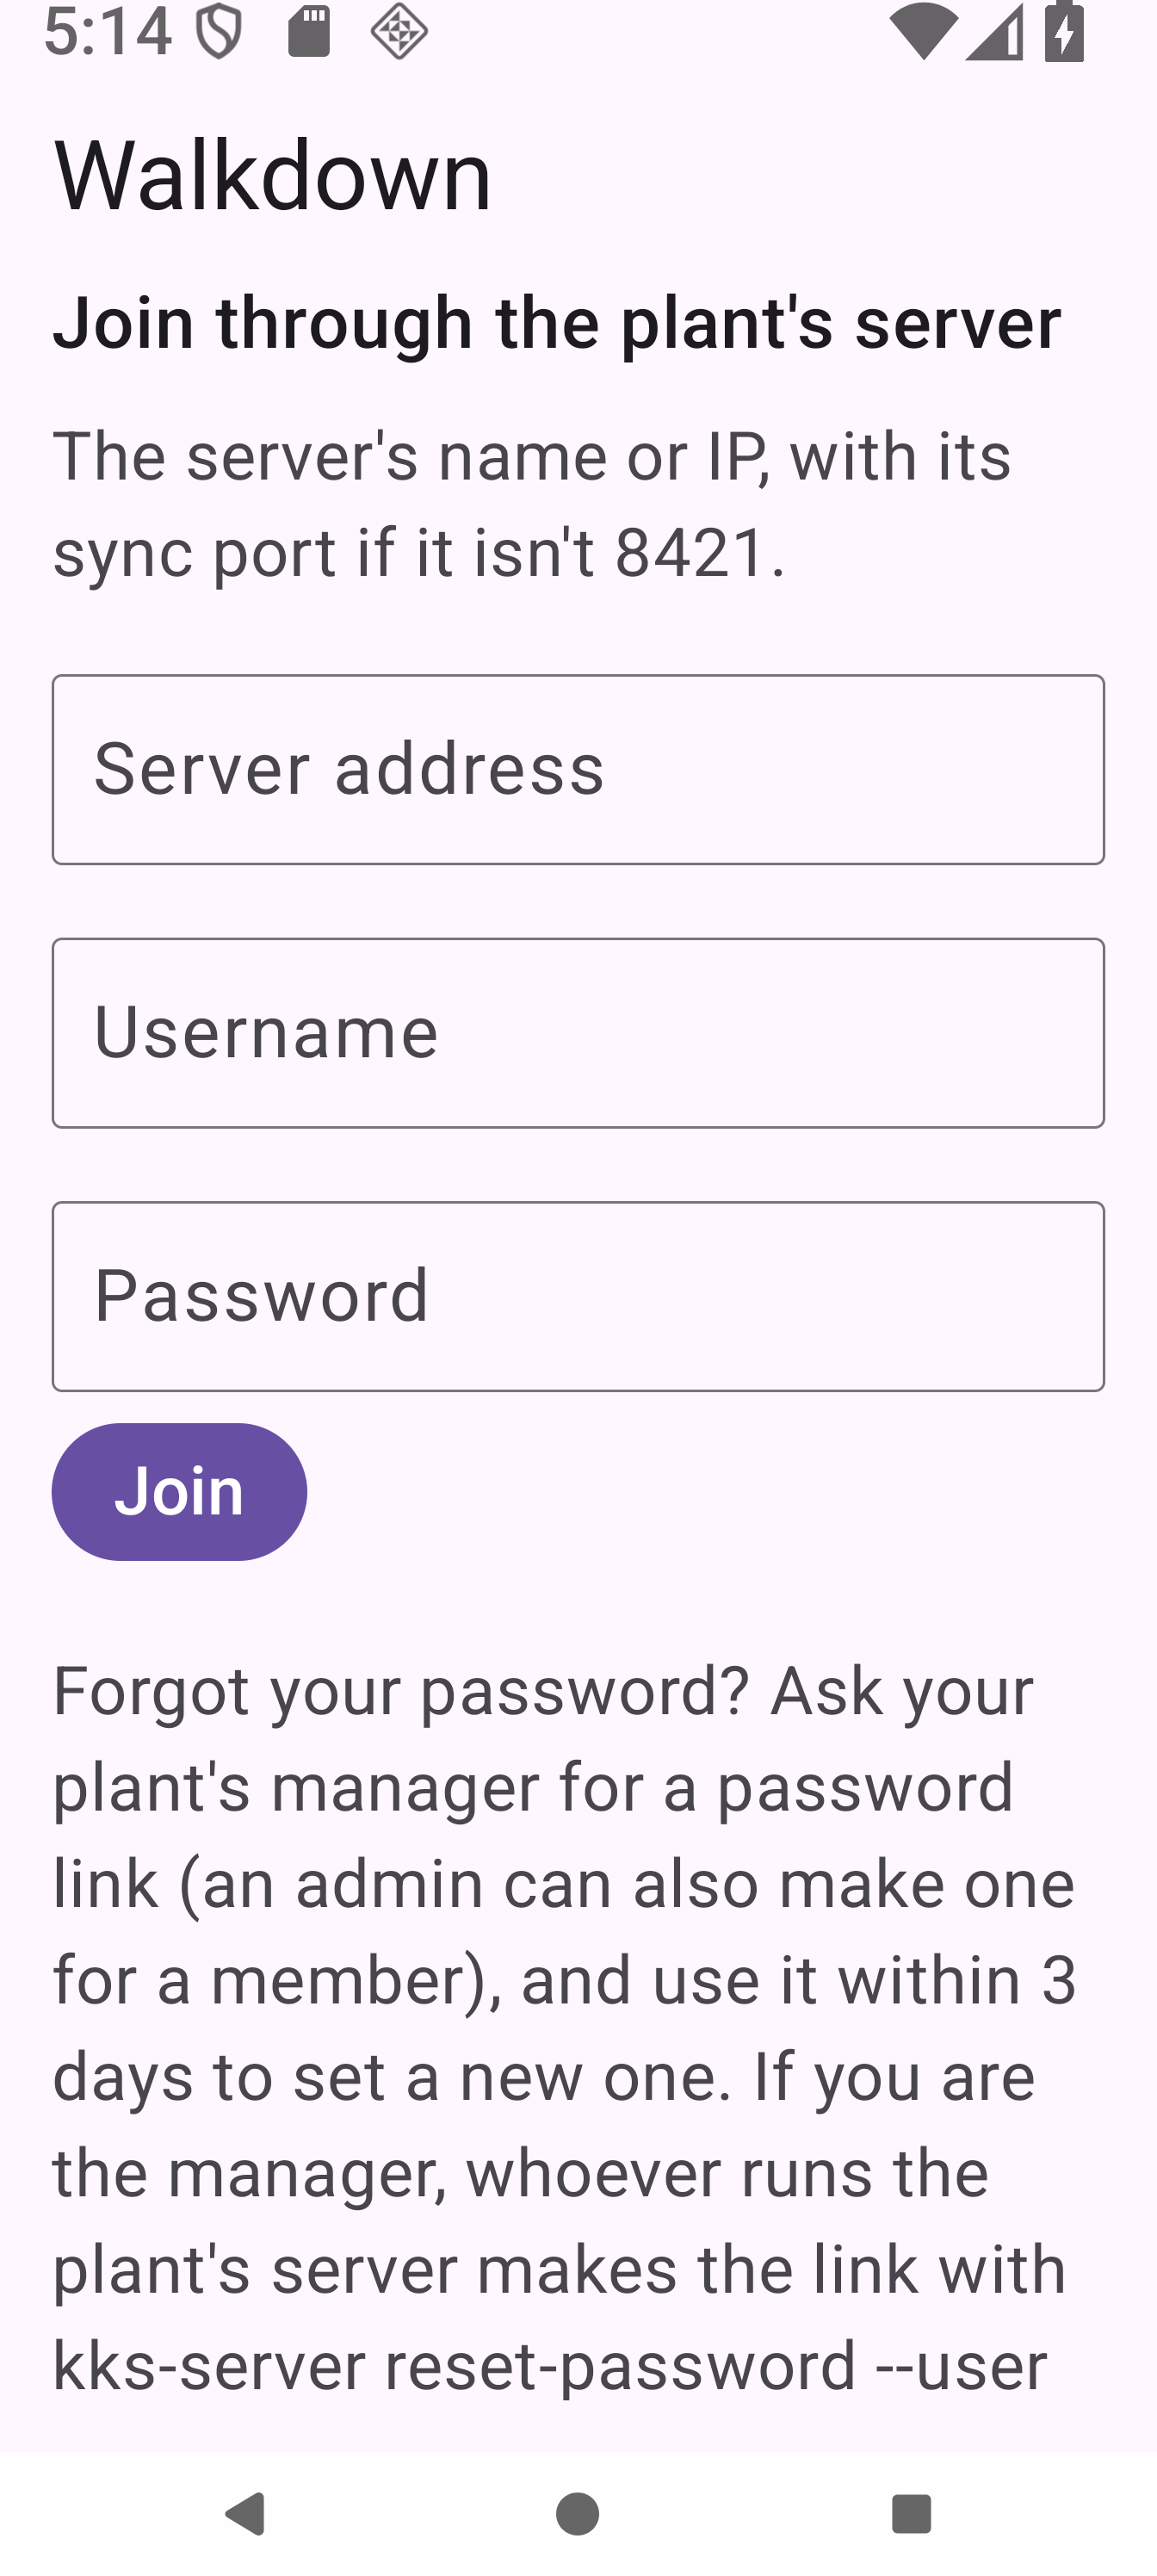 5:14
Walkdown
Join through the plant's server
The server's name or IP, with its
sync port if it isn't 8421.
Server address
Username
Password
Join
Forgot your password? Ask your
plant's manager for a password
link (an admin can also make one
for a member), and use it within 3
days to set a new one. If you are
the manager, whoever runs the
plant's server makes the link with
kks-server reset-password --user